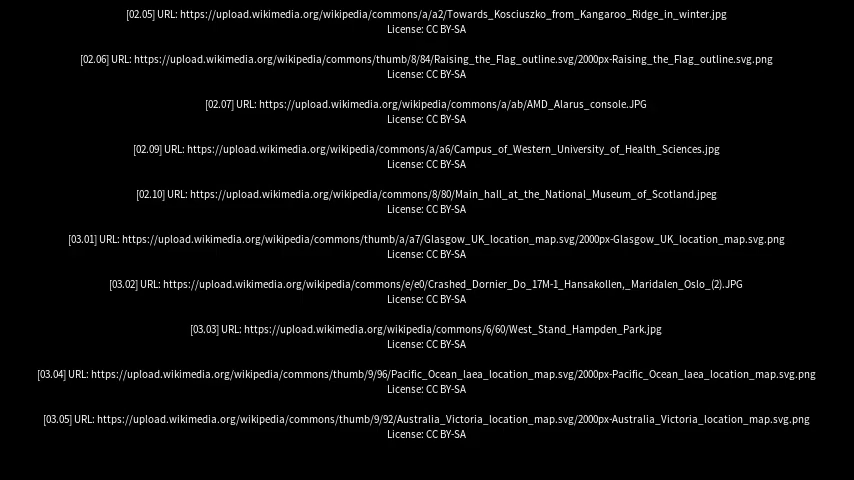 [02.05] URL: https://upload.wikimedia.org/wikipedia/commons/a/a2/Towards_Kosciuszko_from_Kangaroo_Ridge_in_winter.jpg
License: CC BY-SA
[02.06] URL: https://upload.wikimedia.org/wikipedia/commons/thumb/8/84/Raising_the_Flag_outline.svg/2000px-Raising_the_Flag_outline.svg.png
License: CC BY-SA
[02.07] URL: https://upload.wikimedia.org/wikipedia/commons/a/ab/AMD_Alarus_console.JPG
License: CC BY-SA
[02.09] URL: https://upload.wikimedia.org/wikipedia/commons/a/a6/Campus_of_Western_University_of_Health_Sciences.jpg
License: CC BY-SA
[02.10] URL: https://upload.wikimedia.org/wikipedia/commons/8/80/Main_hall_at_the_National_Museum_of_Scotland.jpeg
License: CC BY-SA
[03.01] URL: https://upload.wikimedia.org/wikipedia/commons/thumb/a/a7/Glasgow_UK_location_map.svg/2000px-Glasgow_UK_location_map.svg.png
License: CC BY-SA
[03.02] URL: https://upload.wikimedia.org/wikipedia/commons/e/e0/Crashed_Dornier_Do_17M-1_Hansakollen,_Maridalen_Oslo_(2).JPG
License: CC BY-SA
[03.03] URL: https://upload.wikimedia.org/wikipedia/commons/6/60/West_Stand_Hampden_Park.jpg
License: CC BY-SA
[03.04] URL: https://upload.wikimedia.org/wikipedia/commons/thumb/9/96/Pacific_Ocean_laea_location_map.svg/2000px-Pacific_Ocean_laea_location_map.svg.png
License: CC BY-SA
[03.05] URL: https://upload.wikimedia.org/wikipedia/commons/thumb/9/92/Australia_Victoria_location_map.svg/2000px-Australia_Victoria_location_map.svg.png
License: CC BY-SA